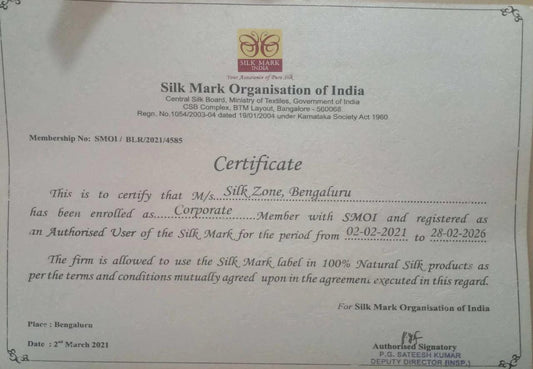 SILK MARK
INDIA
Your Assurance of Pure Silk
Silk Mark Organisation of India
Central Silk Board, Ministry of Textiles, Government of India
CSB Complex, BTM Layout, Bangalore - 560068
Regn. No.1054/2003-04 dated 19/01/2004 under Karnataka Society Act 1960
Membership No: SMOI / BLR/2021/4585
Certificate
This is to certify that M/s. Silk Zone, Bengaluru
has been enrolled as Corporate Member with SMOI and registered as
an Authorised User of the Silk Mark for the period from 02-02-2021 to 28-02-2026
The firm is allowed to use the Silk Mark label in 100% Natural Silk products as
per the terms and conditions mutually agreed upon in the agreement executed in this regard.
For Silk Mark Organisation of India
Place : Bengaluru
Date : 2nd March 2021
Authorised Signatory
P.G. SATEESH KUMAR
DEPUTY DIRECTOR (INSP.)